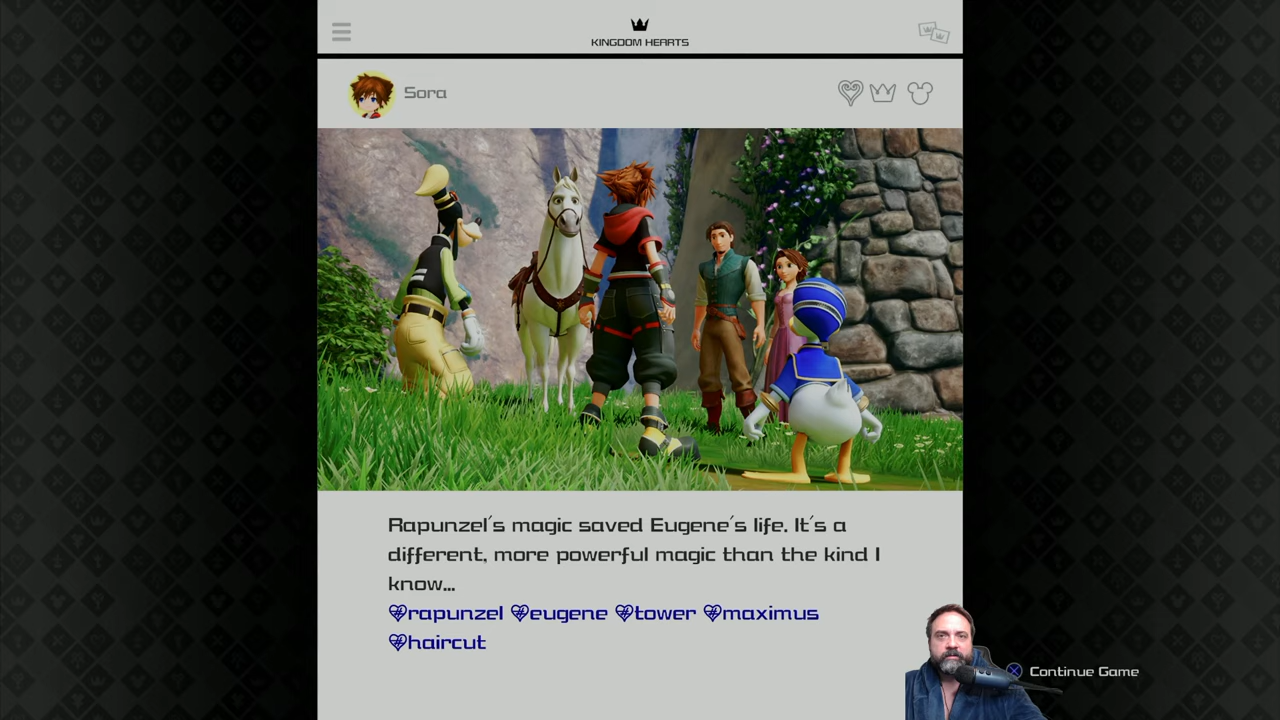 KINGDOM HEARTS
Sora
Rapunzel's magic saved Eugene's life. It's a
different, more powerful magic than the kind I
know...
#rapunzel #eugene #tower #maximus
#haircut
Continue Game